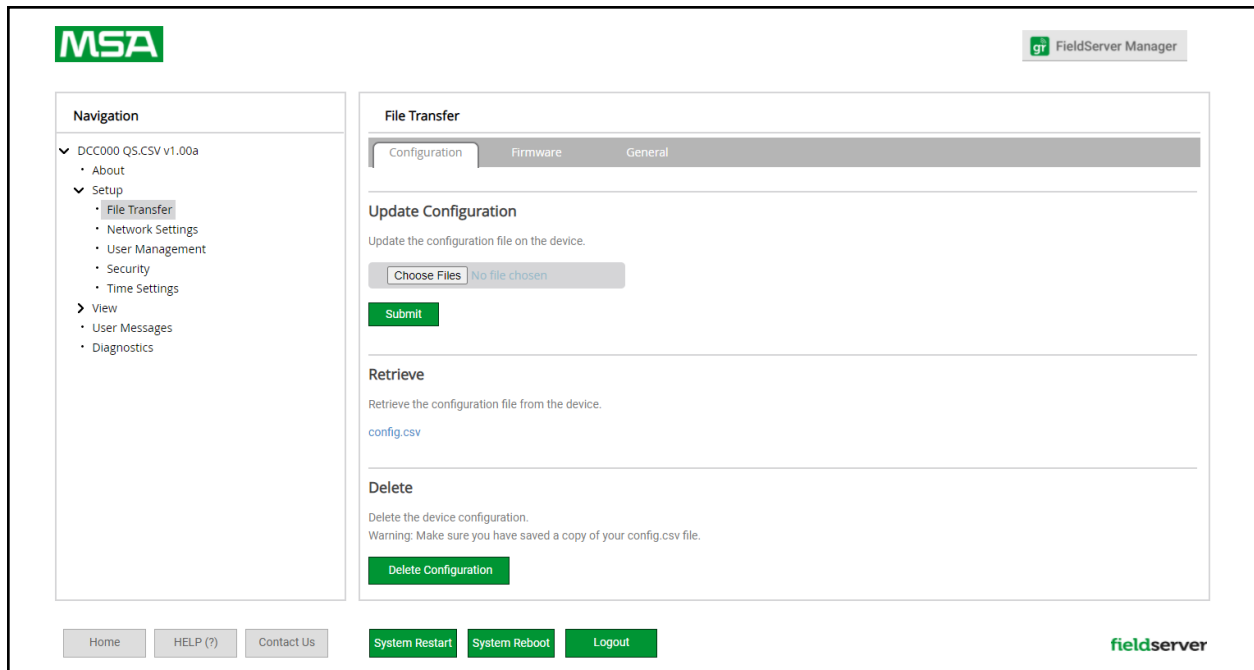 MSA
gr FieldServer Manager
Navigation
DCC000 QS.CSV v1.00a
About
Setup
File Transfer
Network Settings
User Management
Security
Time Settings
View
User Messages
Diagnostics
File Transfer
Configuration Firmware General
Update Configuration
Update the configuration file on the device.
Choose Files No file chosen
Submit
Retrieve
Retrieve the configuration file from the device.
config.csv
Delete
Delete the device configuration.
Warning: Make sure you have saved a copy of your config.csv file.
Delete Configuration
Home HELP (?) Contact Us System Restart System Reboot Logout fieldserver